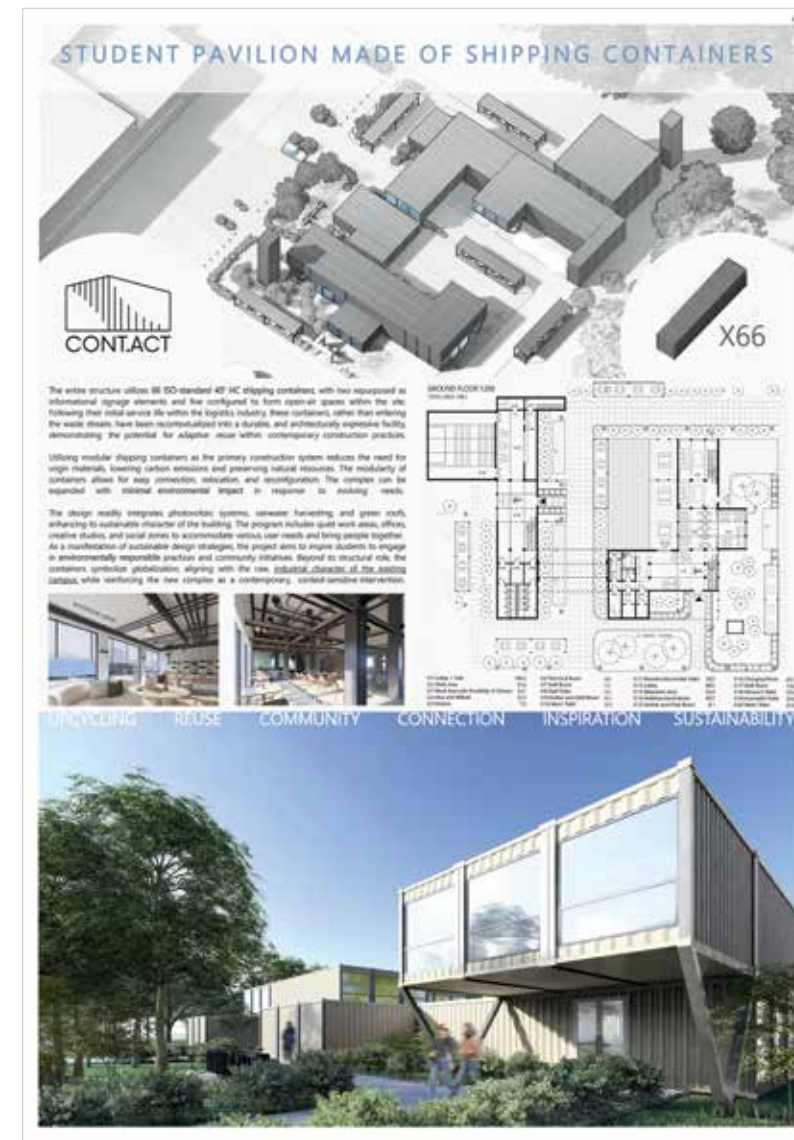 STUDENT PAVILION MADE OF SHIPPING CONTAINERS
CONT.ACT
X66
The entire structure utilizes 66 ISO-standard 40' HC shipping containers, with two repurposed as
informational signage elements and five configured to form open-air spaces within the site.
Following their initial service life within the logistics industry, these containers, rather than entering
the waste stream, have been recontextualized into a durable, and architecturally expressive facility,
demonstrating the potential for adaptive reuse within contemporary construction practices.
Utilizing modular shipping containers as the primary construction system reduces the need for
virgin materials, lowering carbon emissions and preserving natural resources. The modularity of
containers allows for easy connection, relocation, and reconfiguration. The complex can be
expanded with minimal environmental impact in response to evolving needs.
The design readily integrates photovoltaic systems, rainwater harvesting, and green roofs,
enhancing its sustainable character of the building. The program includes quiet work areas, offices,
creative studios, and social zones to accommodate various user needs and bring people together.
As a manifestation of sustainable design strategies, the project aims to inspire students to engage
in environmentally responsible practices and community initiatives. Beyond its structural role, the
containers symbolize globalization, aligning with the raw, industrial character of the existing
campus, while reinforcing the new complex as a contemporary, context-sensitive intervention.
GROUND FLOOR 1:200
UPCYCLING REUSE COMMUNITY CONNECTION INSPIRATION SUSTAINABILITY